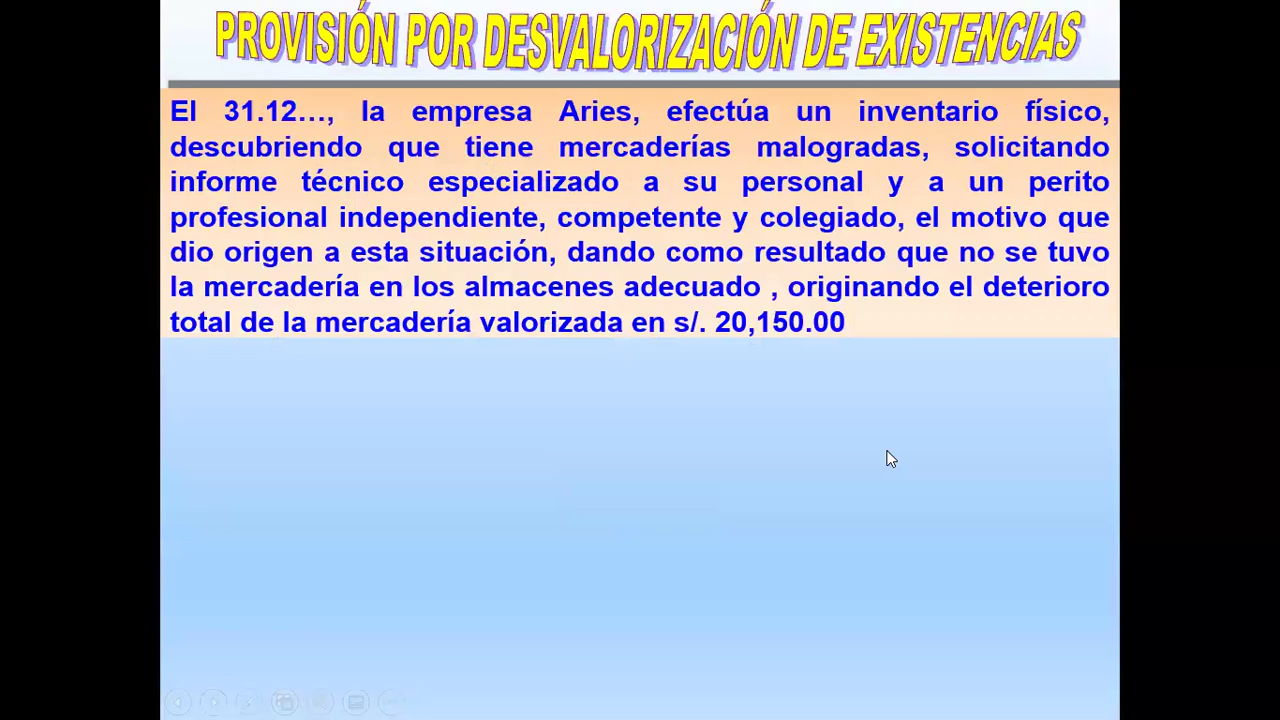 PROVISIÓN POR DESVALORIZACIÓN DE EXISTENCIAS
El 31.12…, la empresa Aries, efectúa un inventario físico,
descubriendo que tiene mercaderías malogradas, solicitando
informe técnico especializado a su personal y a un perito
profesional independiente, competente y colegiado, el motivo que
dio origen a esta situación, dando como resultado que no se tuvo
la mercadería en los almacenes adecuado , originando el deterioro
total de la mercadería valorizada en s/. 20,150.00